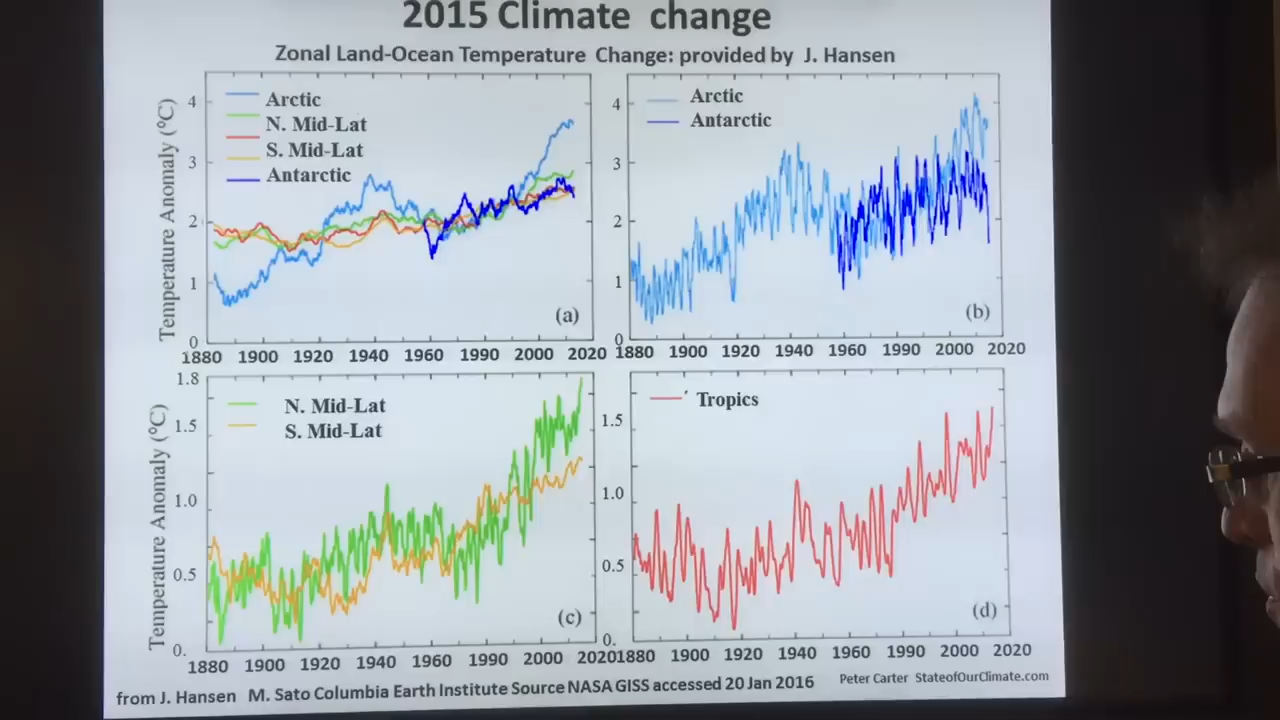 2015 Climate change
Zonal Land-Ocean Temperature Change: provided by J. Hansen
Temperature Anomaly (°C)
4
3
2
1
0
Arctic
N. Mid-Lat
S. Mid-Lat
Antarctic
(a)
1880 1900 1920 1940 1960 1990 2000 2020
4
3
2
1
0
Arctic
Antarctic
(b)
1880 1900 1920 1940 1960 1990 2000 2020
Temperature Anomaly (°C)
1.8
1.5
1.0
0.5
0.
N. Mid-Lat
S. Mid-Lat
(c)
1880 1900 1920 1940 1960 1990 2000 2020
1.5
1.0
0.5
0.
Tropics
(d)
1880 1900 1920 1940 1960 1990 2000 2020
from J. Hansen M. Sato Columbia Earth Institute Source NASA GISS accessed 20 Jan 2016
Peter Carter StateofOurClimate.com